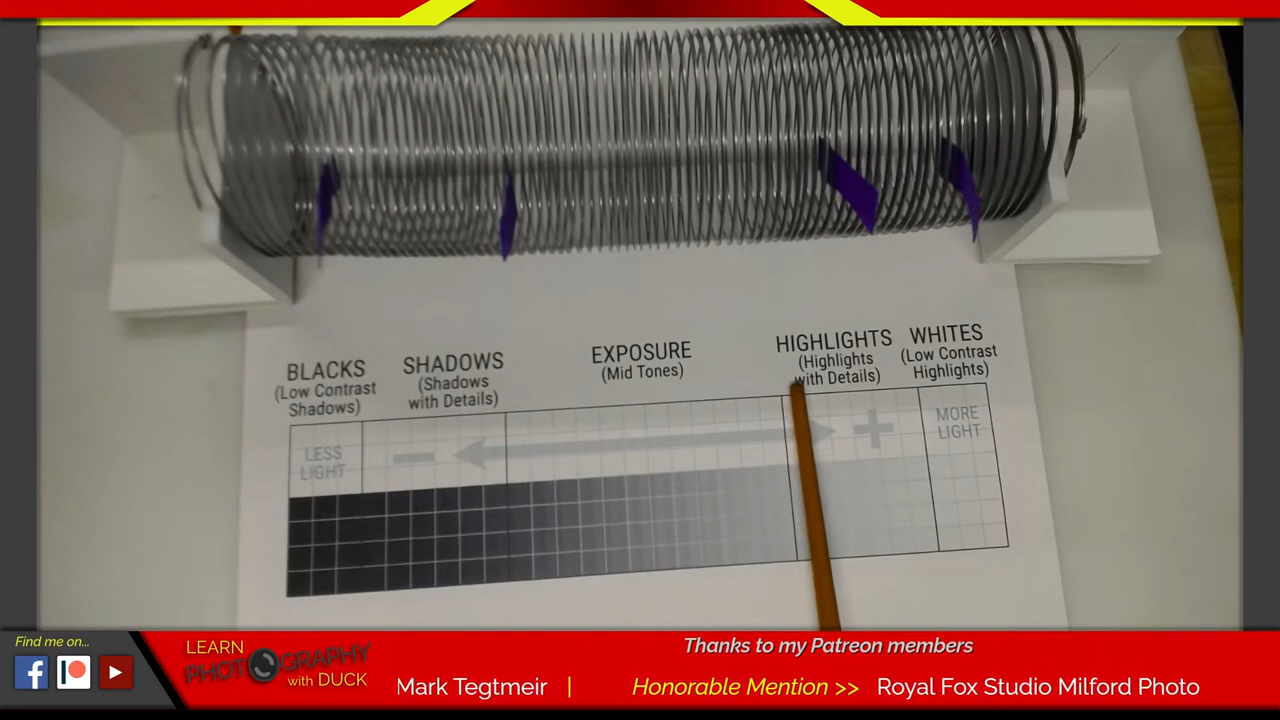 BLACKS
(Low Contrast
Shadows)
SHADOWS
(Shadows
with Details)
EXPOSURE
(Mid Tones)
HIGHLIGHTS
(Highlights
with Details)
WHITES
(Low Contrast
Highlights)
LESS
LIGHT
−
+
MORE
LIGHT
Find me on...
LEARN
PHOTOGRAPHY
with DUCK
Thanks to my Patreon members
Mark Tegtmeir | Honorable Mention >> Royal Fox Studio Milford Photo